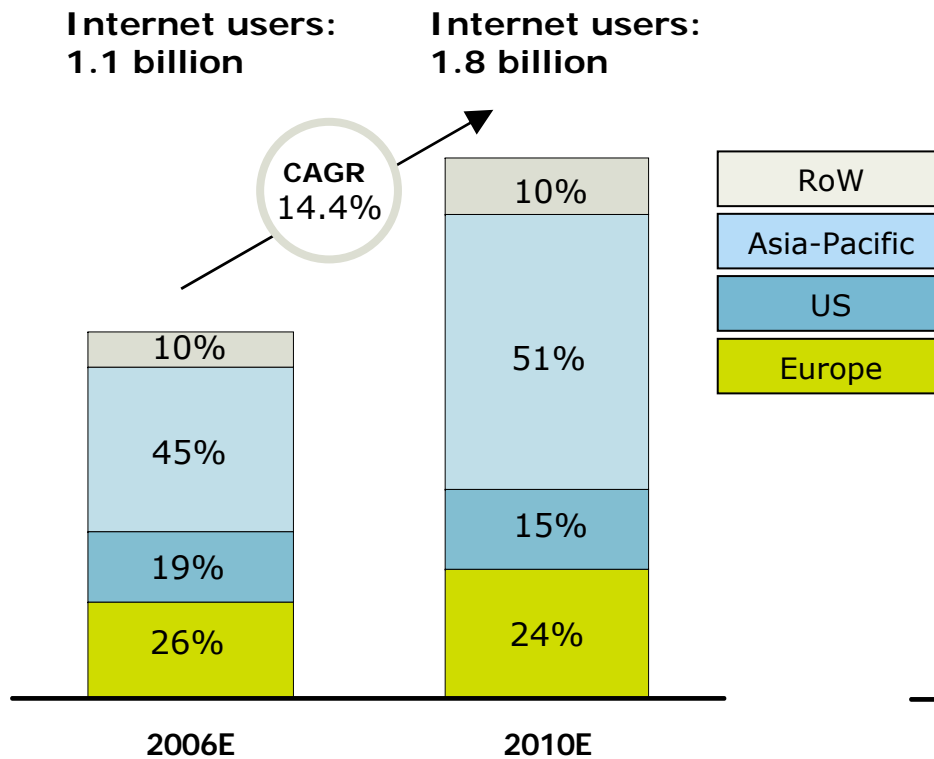 Internet users:
1.1 billion
Internet users:
1.8 billion
CAGR
14.4%
10%
45%
19%
26%
10%
51%
15%
24%
RoW
Asia-Pacific
US
Europe
2006E
2010E